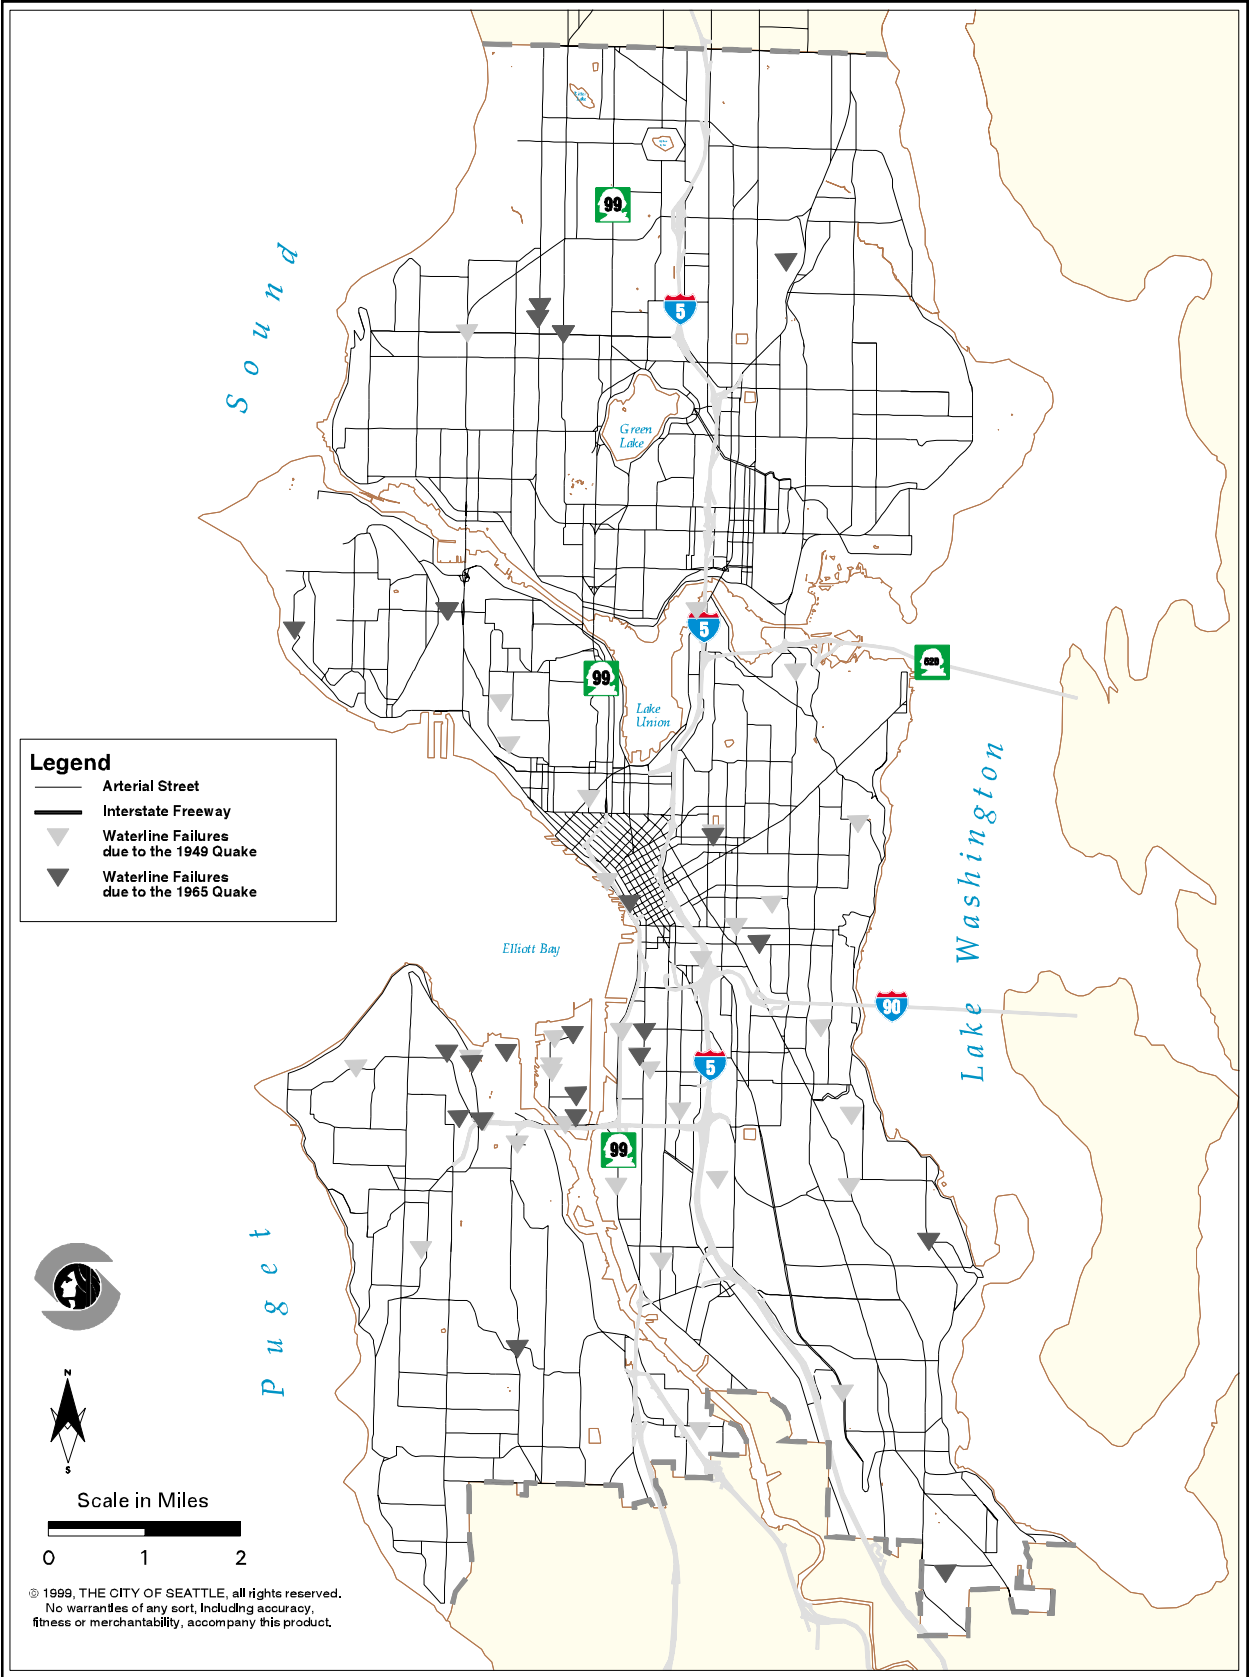 99
Sound
5
Green
Lake
5
520
99
Lake
Union
Lake Washington
Legend
Arterial Street
Interstate Freeway
Waterline Failures
due to the 1949 Quake
Waterline Failures
due to the 1965 Quake
Elliott Bay
90
5
99
Puget
N
S
Scale in Miles
0 1 2
© 1999, THE CITY OF SEATTLE, all rights reserved.
No warranties of any sort, including accuracy,
fitness or merchantability, accompany this product.